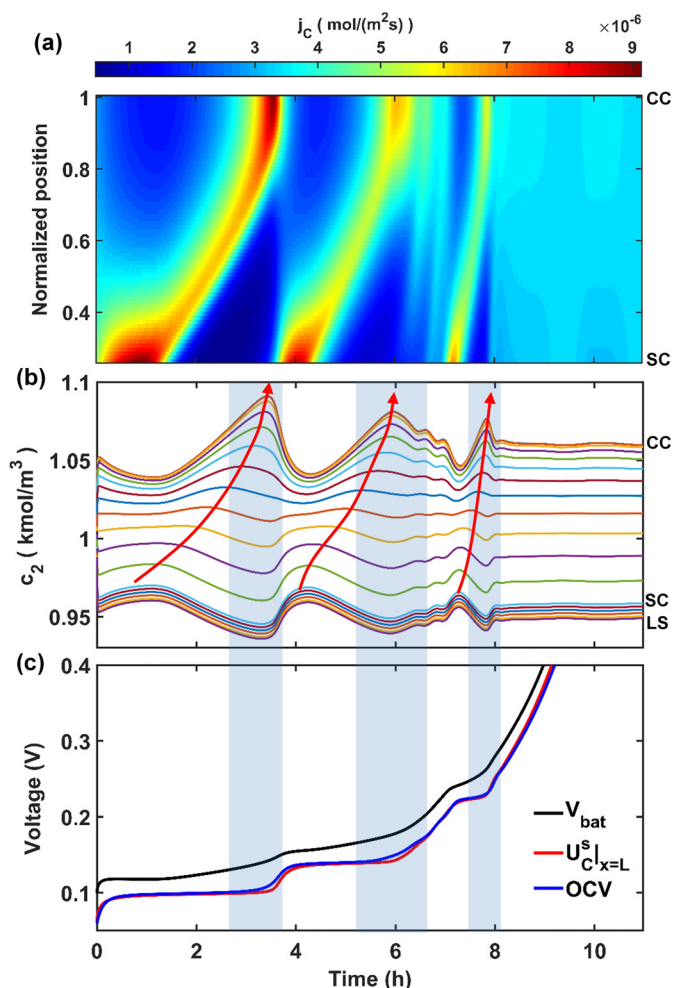 j_C ( mol/(m²s) )
×10⁻⁶
1 2 3 4 5 6 7 8 9
(a)
Normalized position
1
0.8
0.6
0.4
CC
SC
(b)
c₂ ( kmol/m³ )
1.1
1.05
1
0.95
CC
SC
LS
(c)
Voltage (V)
0.4
0.3
0.2
0.1
V_bat
U_C^s|_x=L
OCV
0 2 4 6 8 10
Time (h)